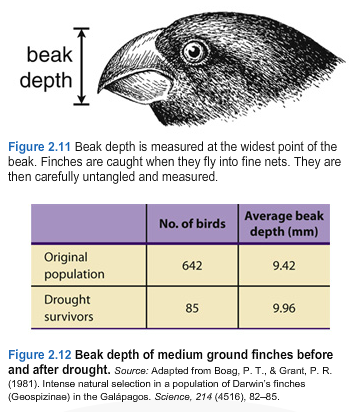 beak
depth
Figure 2.11 Beak depth is measured at the widest point of the
beak. Finches are caught when they fly into fine nets. They are
then carefully untangled and measured.
No. of birds
Average beak
depth (mm)
Original
population
642
9.42
Drought
survivors
85
9.96
Figure 2.12 Beak depth of medium ground finches before
and after drought. Source: Adapted from Boag, P. T., & Grant, P. R.
(1981). Intense natural selection in a population of Darwin's finches
(Geospizinae) in the Galápagos. Science, 214 (4516), 82–85.